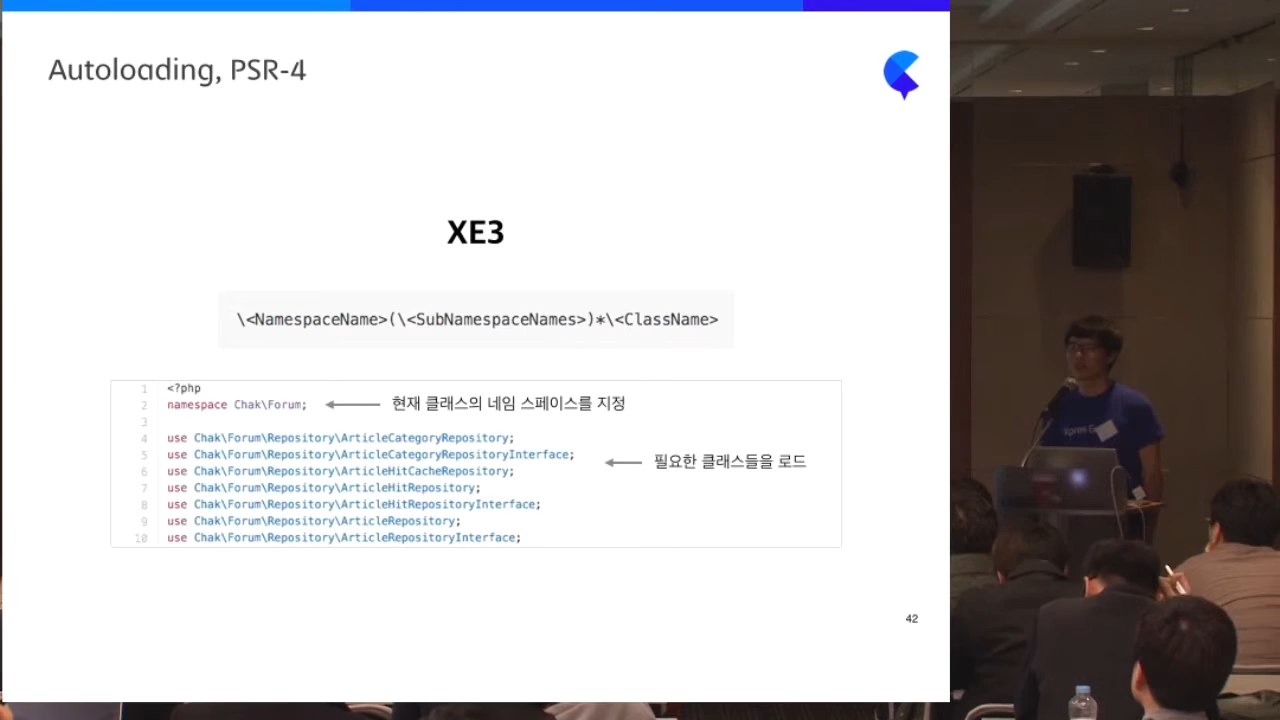 Autoloading, PSR-4
XE3
\<NamespaceName>(\<SubNamespaceNames>)*\<ClassName>
1 <?php
2 namespace Chak\Forum; 현재 클래스의 네임 스페이스를 지정
3
4 use Chak\Forum\Repository\ArticleCategoryRepository;
5 use Chak\Forum\Repository\ArticleCategoryRepositoryInterface;
필요한 클래스들을 로드
6 use Chak\Forum\Repository\ArticleHitCacheRepository;
7 use Chak\Forum\Repository\ArticleHitRepository;
8 use Chak\Forum\Repository\ArticleHitRepositoryInterface;
9 use Chak\Forum\Repository\ArticleRepository;
10 use Chak\Forum\Repository\ArticleRepositoryInterface;
42